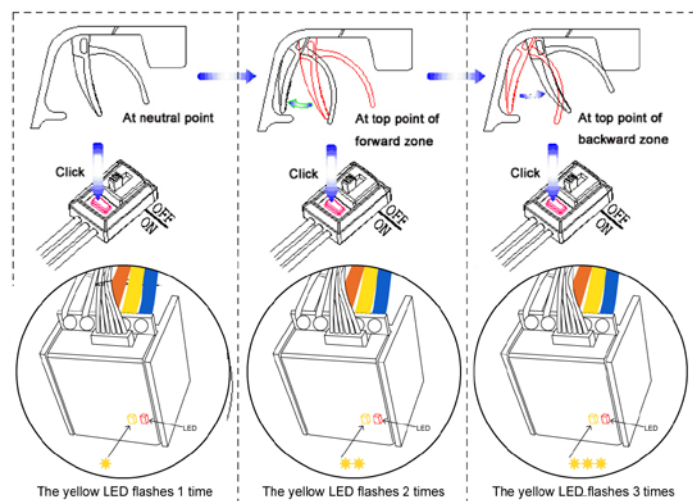 At neutral point
At top point of
forward zone
At top point of
backward zone
Click
OFF
ON
Click
OFF
ON
Click
OFF
ON
LED
LED
LED
The yellow LED flashes 1 time
The yellow LED flashes 2 times
The yellow LED flashes 3 times